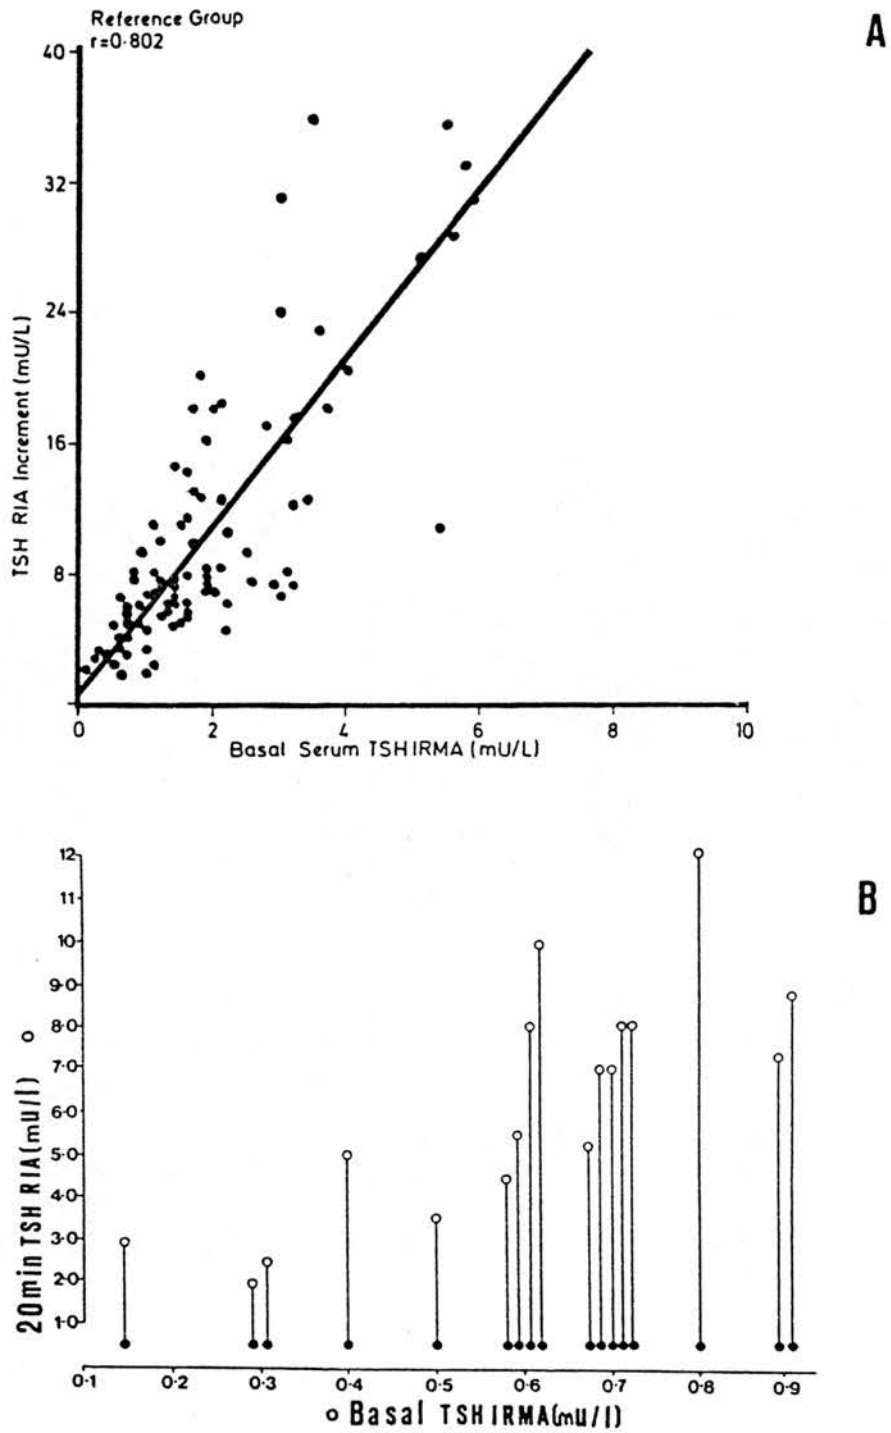 Reference Group
r=0·802
A
40
32
24
16
8
TSH RIA Increment (mU/L)
0 2 4 6 8 10
Basal Serum TSH IRMA (mU/L)
B
12
11
10
9·0
8·0
7·0
6·0
5·0
4·0
3·0
2·0
1·0
20min TSH RIA (mU/l) o
0·1 0·2 0·3 0·4 0·5 0·6 0·7 0·8 0·9
o Basal TSH IRMA (mU/l)